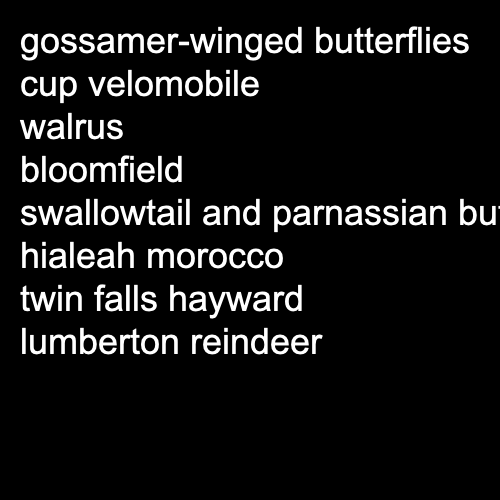 gossamer-winged butterflies
cup velomobile
walrus
bloomfield
swallowtail and parnassian
hialeah morocco
twin falls hayward
lumberton reindeer